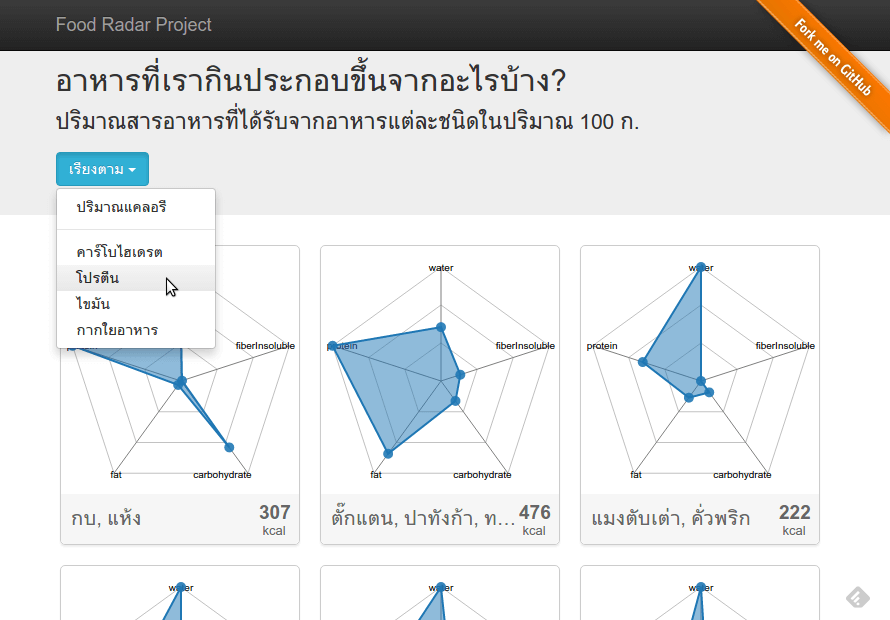 Food Radar Project
Fork me on GitHub
อาหารที่เรากินประกอบขึ้นจากอะไรบ้าง?
ปริมาณสารอาหารที่ได้รับจากอาหารแต่ละชนิดในปริมาณ 100 ก.
เรียงตาม
ปริมาณแคลอรี
คาร์โบไฮเดรต
โปรตีน
ไขมัน
กากใยอาหาร
fiberInsoluble
fat
carbohydrate
กบ, แห้ง
307
kcal
water
protein
fiberInsoluble
fat
carbohydrate
ตั๊กแตน, ปาทังก้า, ท...
476
kcal
water
protein
fiberInsoluble
fat
carbohydrate
แมงตับเต่า, คั่วพริก
222
kcal
water
water
water